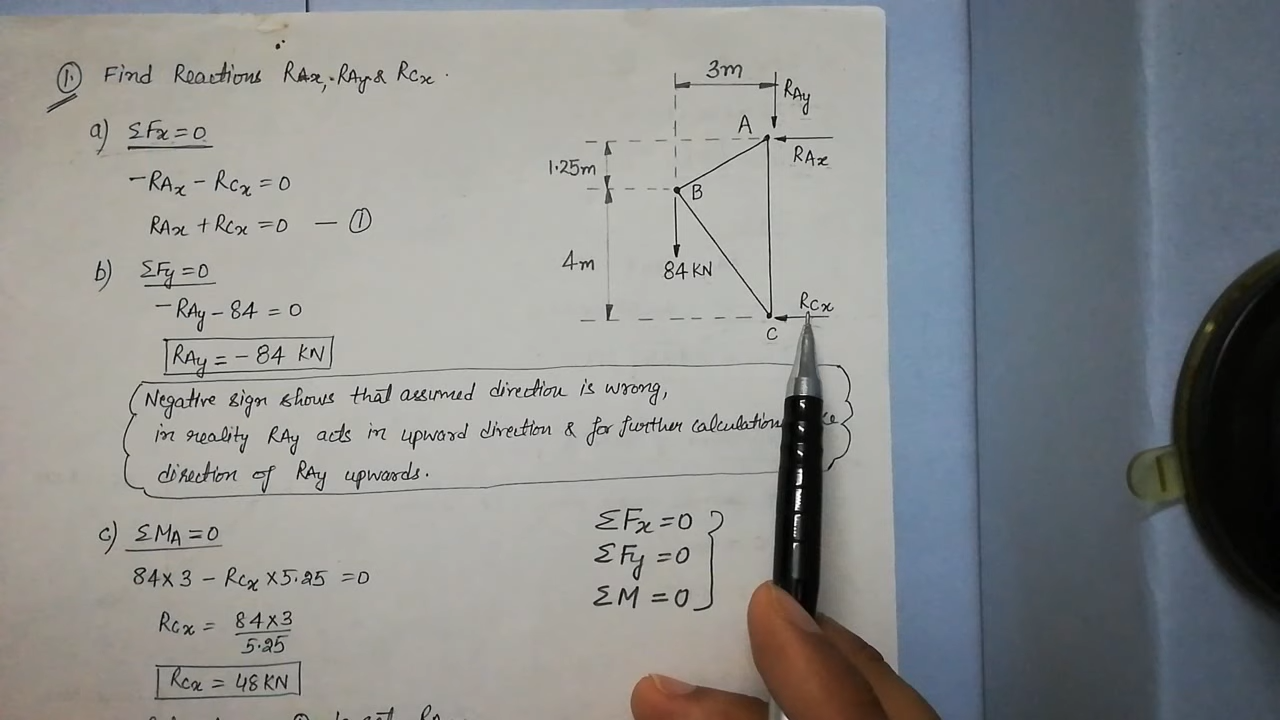 1. Find Reactions RAx, RAy & RCx.
a) ΣFx = 0
-RAx - RCx = 0
RAx + RCx = 0 — ①
b) ΣFy = 0
-RAy - 84 = 0
RAy = - 84 KN
Negative sign shows that assumed direction is wrong,
in reality RAy acts in upward direction & for further calculation
direction of RAy upwards.
c) ΣMA = 0
84 x 3 - RCx x 5.25 = 0
RCx = 84 x 3
5.25
RCx = 48 KN
3m
RAy
A
RAx
1.25m
B
4m
84 KN
RCx
C
ΣFx = 0
ΣFy = 0
ΣM = 0